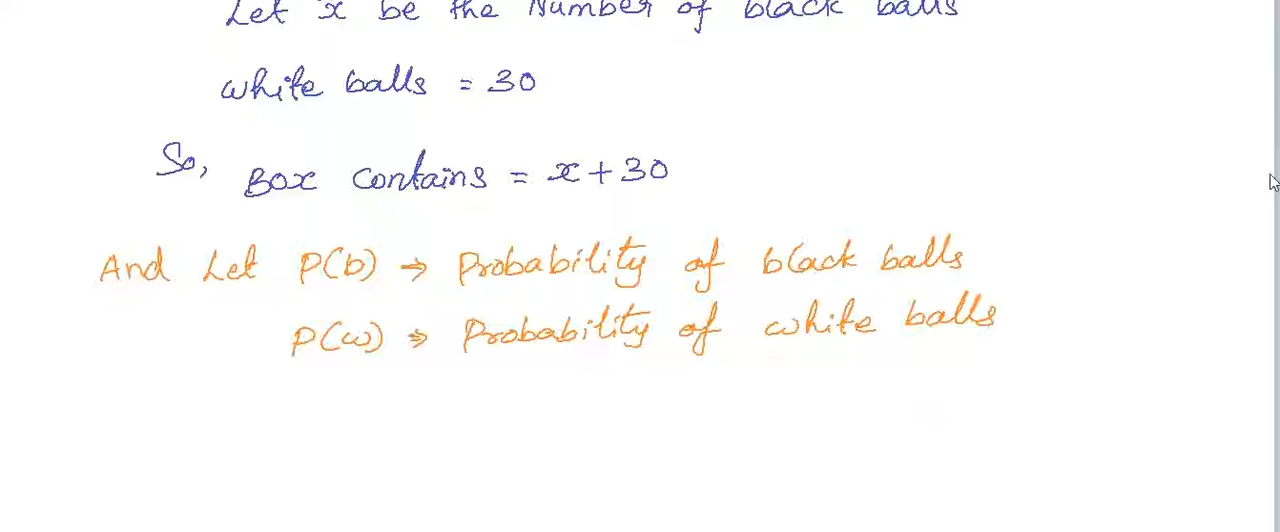 Let x be the Number of black balls
white balls = 30
So, Box contains = x + 30
And Let P(b) → Probability of black balls
P(w) → Probability of white balls